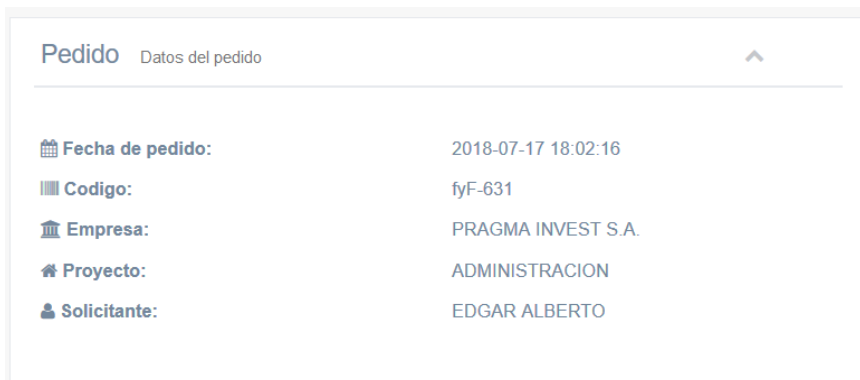 Pedido Datos del pedido
Fecha de pedido: 2018-07-17 18:02:16
Codigo: fyF-631
Empresa: PRAGMA INVEST S.A.
Proyecto: ADMINISTRACION
Solicitante: EDGAR ALBERTO